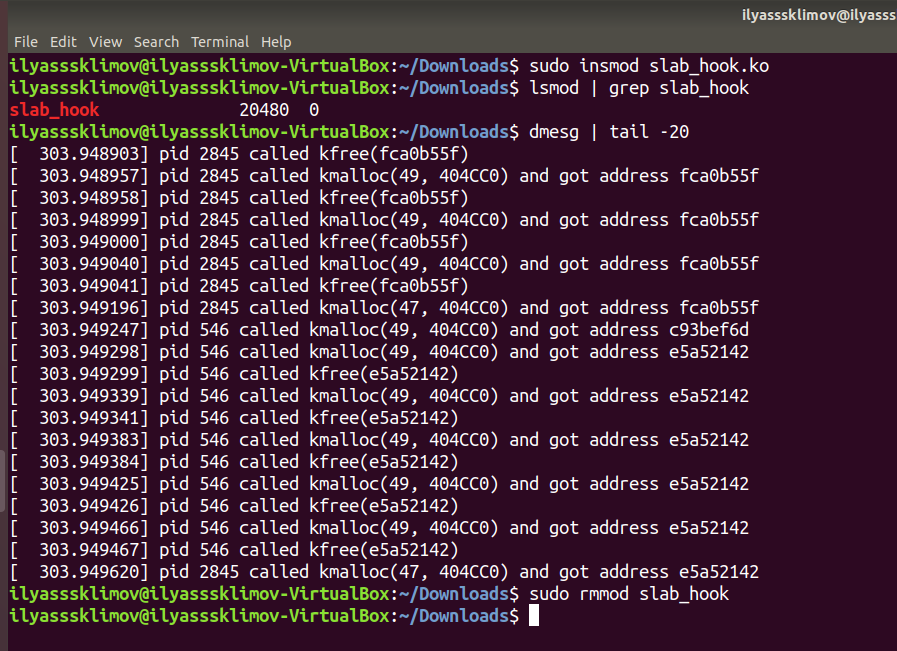 ilyasssklimov@ilyasss
File Edit View Search Terminal Help
ilyasssklimov@ilyasssklimov-VirtualBox:~/Downloads$ sudo insmod slab_hook.ko
ilyasssklimov@ilyasssklimov-VirtualBox:~/Downloads$ lsmod | grep slab_hook
slab_hook              20480  0
ilyasssklimov@ilyasssklimov-VirtualBox:~/Downloads$ dmesg | tail -20
[  303.948903] pid 2845 called kfree(fca0b55f)
[  303.948957] pid 2845 called kmalloc(49, 404CC0) and got address fca0b55f
[  303.948958] pid 2845 called kfree(fca0b55f)
[  303.948999] pid 2845 called kmalloc(49, 404CC0) and got address fca0b55f
[  303.949000] pid 2845 called kfree(fca0b55f)
[  303.949040] pid 2845 called kmalloc(49, 404CC0) and got address fca0b55f
[  303.949041] pid 2845 called kfree(fca0b55f)
[  303.949196] pid 2845 called kmalloc(47, 404CC0) and got address fca0b55f
[  303.949247] pid 546 called kmalloc(49, 404CC0) and got address c93bef6d
[  303.949298] pid 546 called kmalloc(49, 404CC0) and got address e5a52142
[  303.949299] pid 546 called kfree(e5a52142)
[  303.949339] pid 546 called kmalloc(49, 404CC0) and got address e5a52142
[  303.949341] pid 546 called kfree(e5a52142)
[  303.949383] pid 546 called kmalloc(49, 404CC0) and got address e5a52142
[  303.949384] pid 546 called kfree(e5a52142)
[  303.949425] pid 546 called kmalloc(49, 404CC0) and got address e5a52142
[  303.949426] pid 546 called kfree(e5a52142)
[  303.949466] pid 546 called kmalloc(49, 404CC0) and got address e5a52142
[  303.949467] pid 546 called kfree(e5a52142)
[  303.949620] pid 2845 called kmalloc(47, 404CC0) and got address e5a52142
ilyasssklimov@ilyasssklimov-VirtualBox:~/Downloads$ sudo rmmod slab_hook
ilyasssklimov@ilyasssklimov-VirtualBox:~/Downloads$